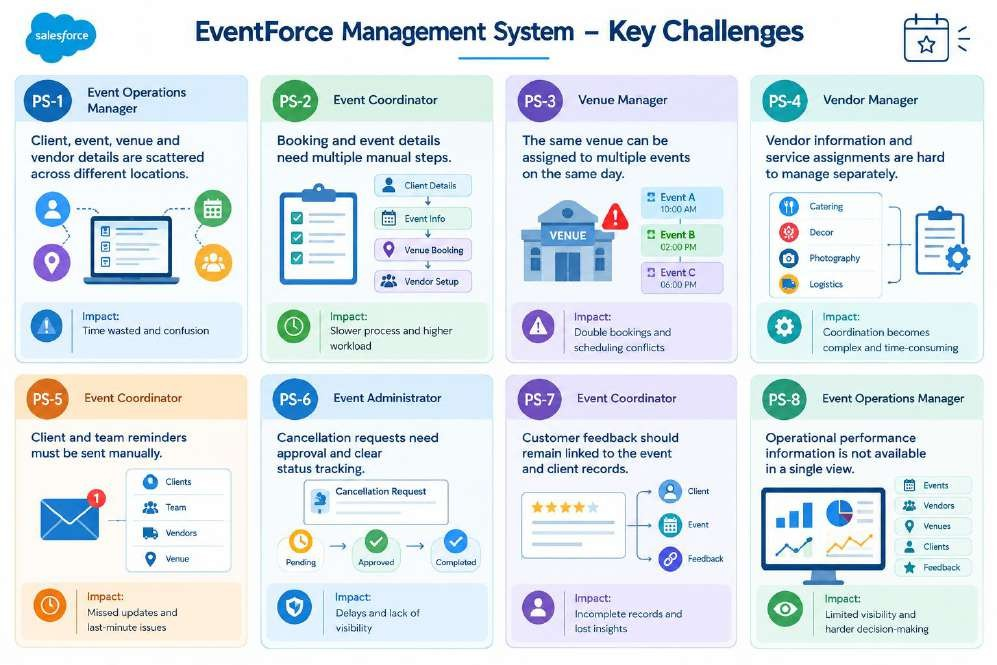 salesforce
EventForce Management System – Key Challenges
PS-1
Event Operations
Manager
Client, event, venue and
vendor details are scattered
across different locations.
Impact:
Time wasted and confusion
PS-2
Event Coordinator
Booking and event details
need multiple manual steps.
Client Details
Event Info
Venue Booking
Vendor Setup
Impact:
Slower process and higher
workload
PS-3
Venue Manager
The same venue can be
assigned to multiple events
on the same day.
VENUE
Event A
10:00 AM
Event B
02:00 PM
Event C
06:00 PM
Impact:
Double bookings and
scheduling conflicts
PS-4
Vendor Manager
Vendor information and
service assignments are hard
to manage separately.
Catering
Decor
Photography
Logistics
Impact:
Coordination becomes
complex and time-consuming
PS-5
Event Coordinator
Client and team reminders
must be sent manually.
1
Clients
Team
Vendors
Venue
Impact:
Missed updates and
last-minute issues
PS-6
Event Administrator
Cancellation requests need
approval and clear
status tracking.
Cancellation Request
Pending
Approved
Completed
Impact:
Delays and lack of
visibility
PS-7
Event Coordinator
Customer feedback should
remain linked to the event
and client records.
Client
Event
Feedback
Impact:
Incomplete records and
lost insights
PS-8
Event Operations Manager
Operational performance
information is not available
in a single view.
Events
Vendors
Venues
Clients
Feedback
Impact:
Limited visibility and
harder decision-making